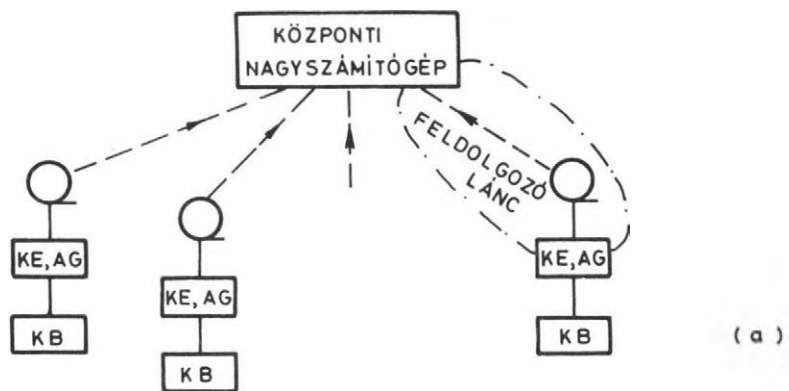 KÖZPONTI
NAGYSZÁMÍTÓGÉP
FELDOLGOZÓ
LÁNC
KE, AG
KB
KE, AG
KB
KE, AG
KB
(a)